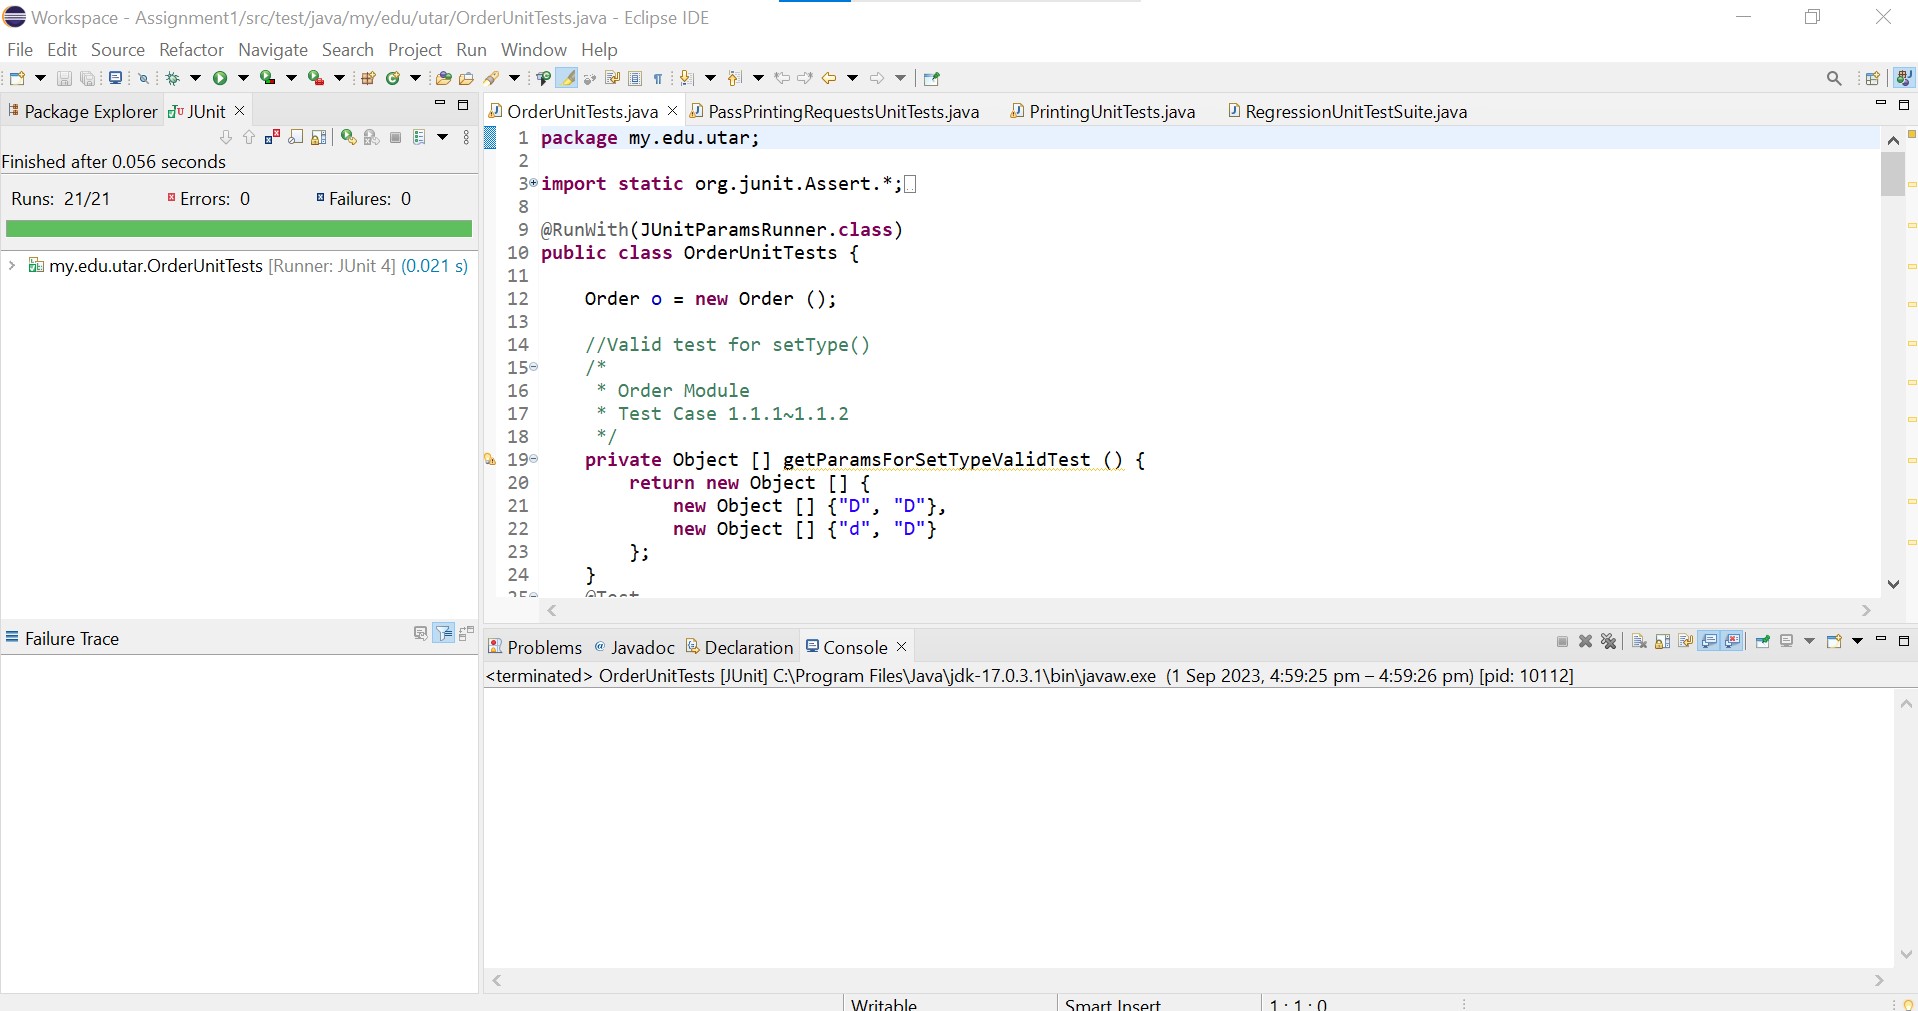 Workspace - Assignment1/src/test/java/my/edu/utar/OrderUnitTests.java - Eclipse IDE
File Edit Source Refactor Navigate Search Project Run Window Help
Package Explorer JUnit
Finished after 0.056 seconds
Runs: 21/21 Errors: 0 Failures: 0
my.edu.utar.OrderUnitTests [Runner: JUnit 4] (0.021 s)
Failure Trace
OrderUnitTests.java PassPrintingRequestsUnitTests.java PrintingUnitTests.java RegressionUnitTestSuite.java
1 package my.edu.utar;
2
3 import static org.junit.Assert.*;
8
9 @RunWith(JUnitParamsRunner.class)
10 public class OrderUnitTests {
11
12 Order o = new Order ();
13
14 //Valid test for setType()
15 /*
16 * Order Module
17 * Test Case 1.1.1~1.1.2
18 */
19 private Object [] getParamsForSetTypeValidTest () {
20 return new Object [] {
21 new Object [] {"D", "D"},
22 new Object [] {"d", "D"}
23 };
24 }
25 @Test
Problems Javadoc Declaration Console
<terminated> OrderUnitTests [JUnit] C:\Program Files\Java\jdk-17.0.3.1\bin\javaw.exe (1 Sep 2023, 4:59:25 pm – 4:59:26 pm) [pid: 10112]
Writable Smart Insert 1 : 1 : 0